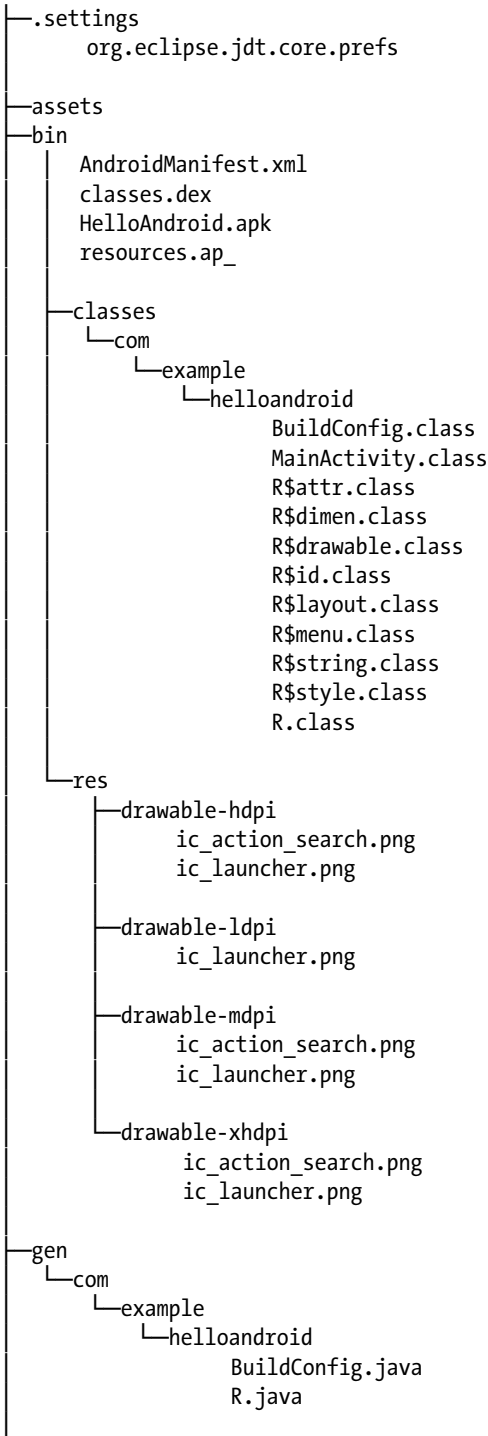 .settings
org.eclipse.jdt.core.prefs
assets
bin
AndroidManifest.xml
classes.dex
HelloAndroid.apk
resources.ap_
classes
com
example
helloandroid
BuildConfig.class
MainActivity.class
R$attr.class
R$dimen.class
R$drawable.class
R$id.class
R$layout.class
R$menu.class
R$string.class
R$style.class
R.class
res
drawable-hdpi
ic_action_search.png
ic_launcher.png
drawable-ldpi
ic_launcher.png
drawable-mdpi
ic_action_search.png
ic_launcher.png
drawable-xhdpi
ic_action_search.png
ic_launcher.png
gen
com
example
helloandroid
BuildConfig.java
R.java